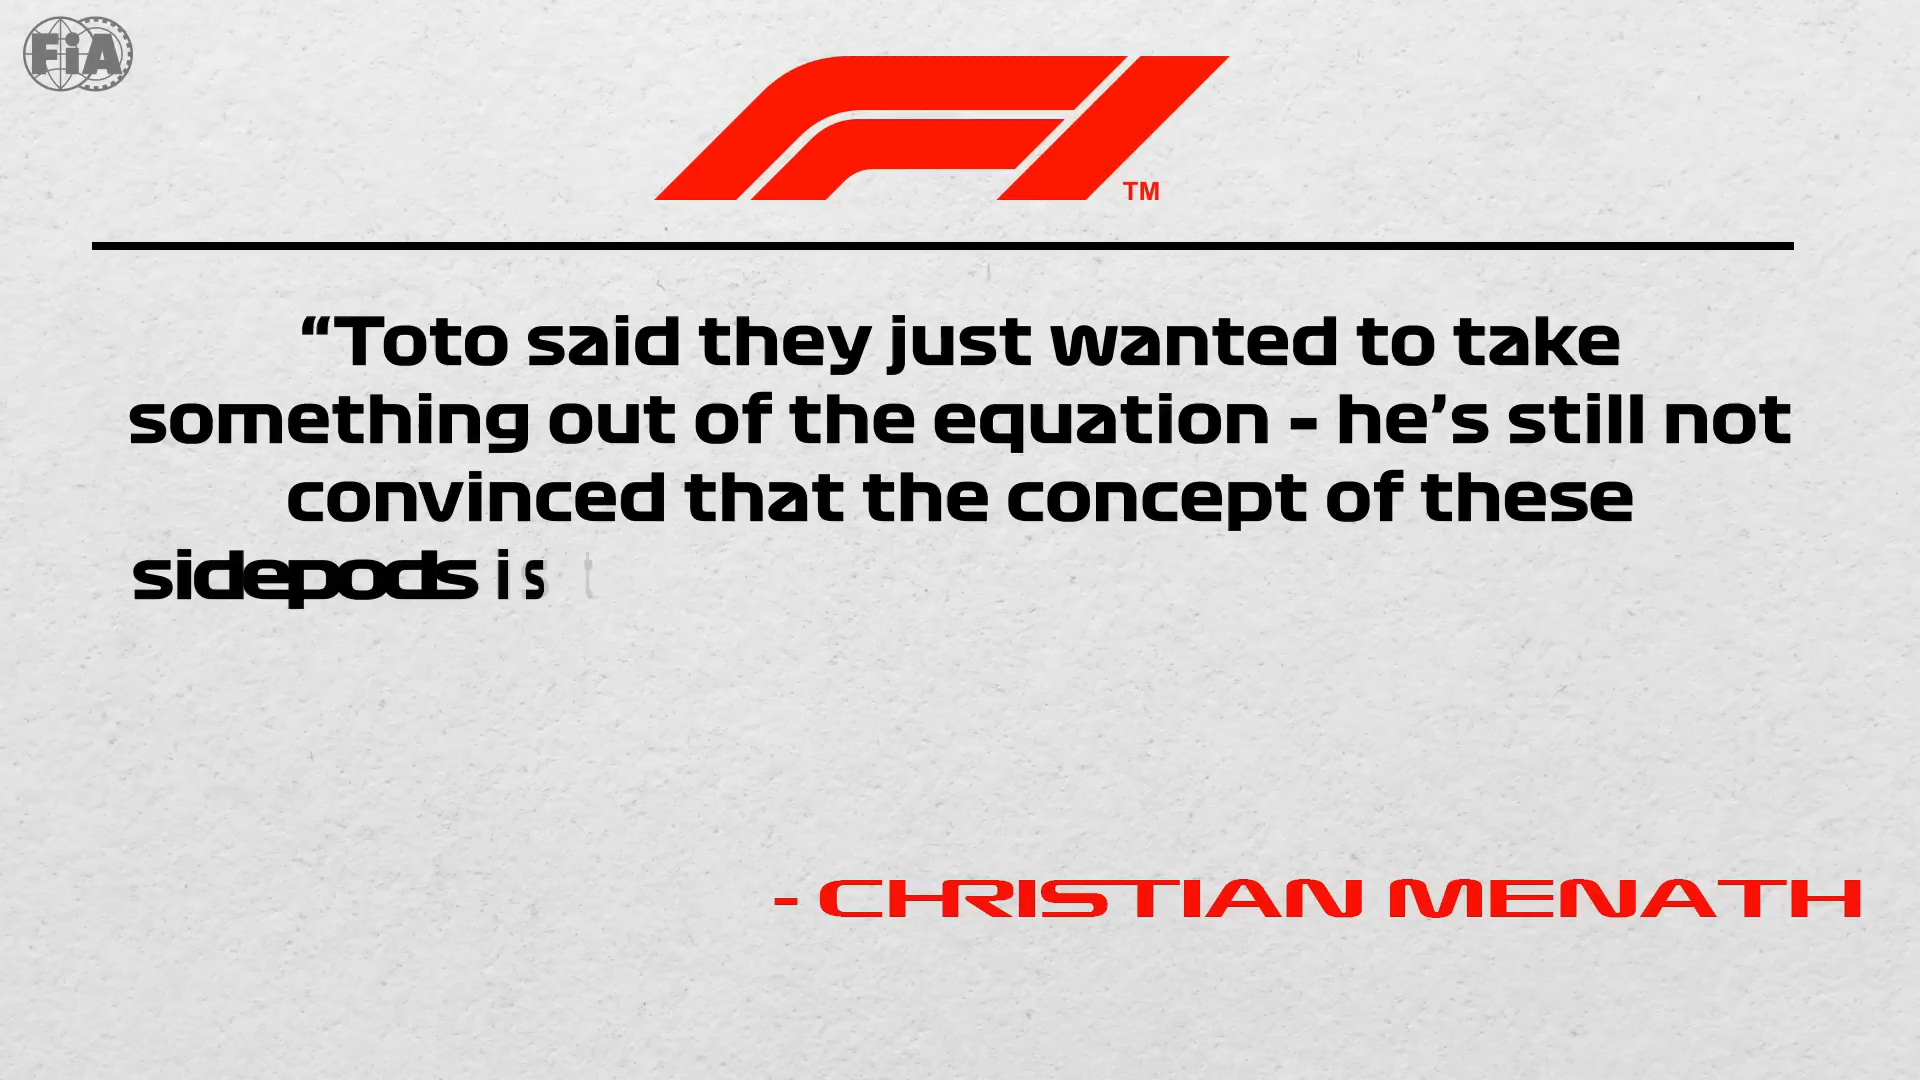 FiA
F1
TM
“Toto said they just wanted to take
something out of the equation - he’s still not
convinced that the concept of these
sidepods is
- CHRISTIAN MENATH